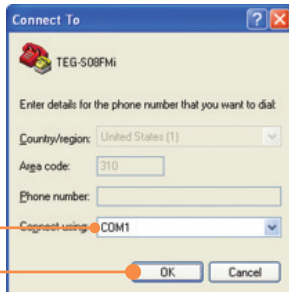 Connect To
TEG-S08FMi
Enter details for the phone number that you want to dial:
Country/region: United States (1)
Area code: 310
Phone number:
Connect using: COM1
OK Cancel